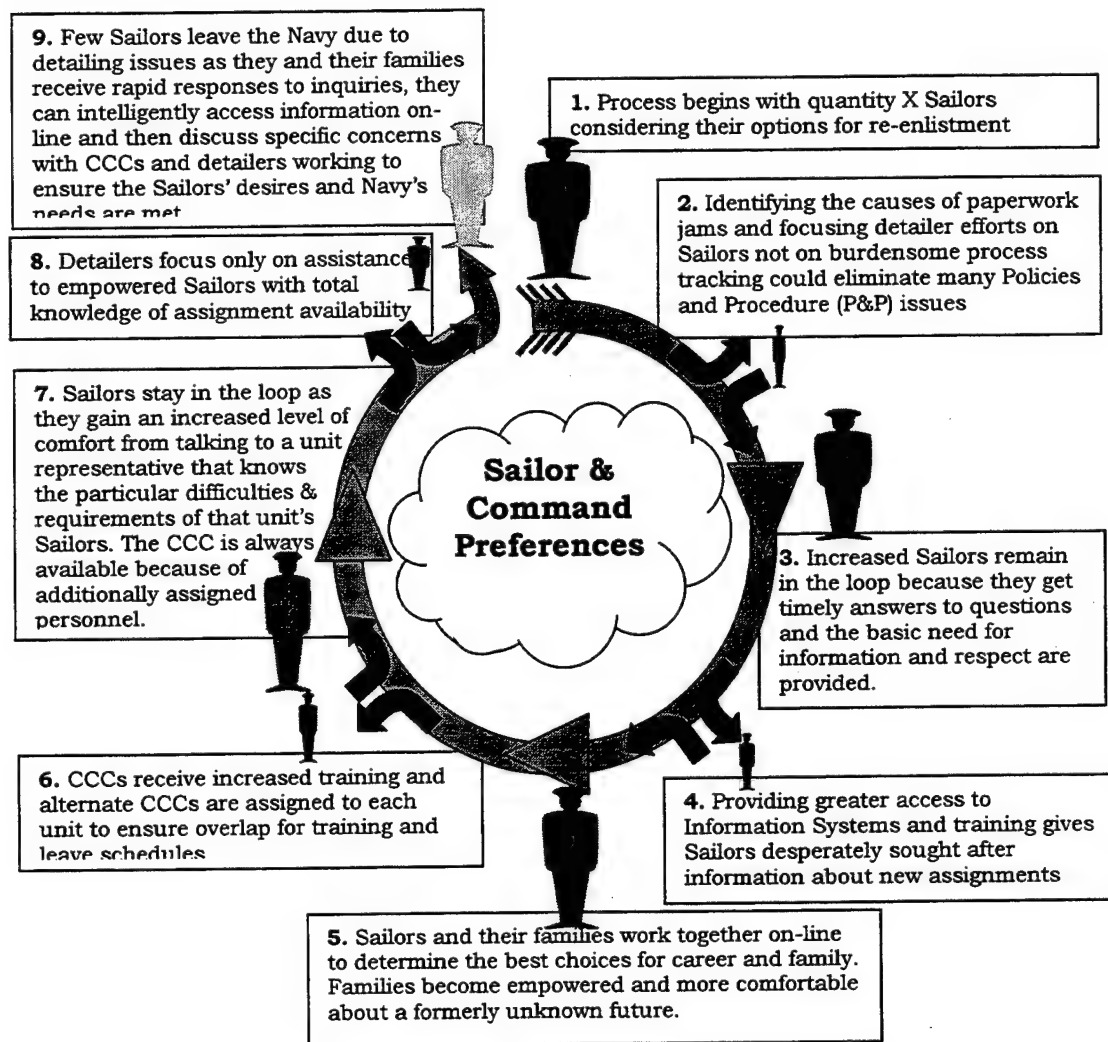 9. Few Sailors leave the Navy due to
detailing issues as they and their families
receive rapid responses to inquiries, they
can intelligently access information on-
line and then discuss specific concerns
with CCCs and detailers working to
ensure the Sailors' desires and Navy's
needs are met
1. Process begins with quantity X Sailors
considering their options for re-enlistment
2. Identifying the causes of paperwork
jams and focusing detailer efforts on
Sailors not on burdensome process
tracking could eliminate many Policies
and Procedure (P&P) issues
8. Detailers focus only on assistance
to empowered Sailors with total
knowledge of assignment availability
7. Sailors stay in the loop as
they gain an increased level of
comfort from talking to a unit
representative that knows
the particular difficulties &
requirements of that unit's
Sailors. The CCC is always
available because of
additionally assigned
personnel.
Sailor &
Command
Preferences
3. Increased Sailors remain
in the loop because they get
timely answers to questions
and the basic need for
information and respect are
provided.
6. CCCs receive increased training and
alternate CCCs are assigned to each
unit to ensure overlap for training and
leave schedules
4. Providing greater access to
Information Systems and training gives
Sailors desperately sought after
information about new assignments
5. Sailors and their families work together on-line
to determine the best choices for career and family.
Families become empowered and more comfortable
about a formerly unknown future.